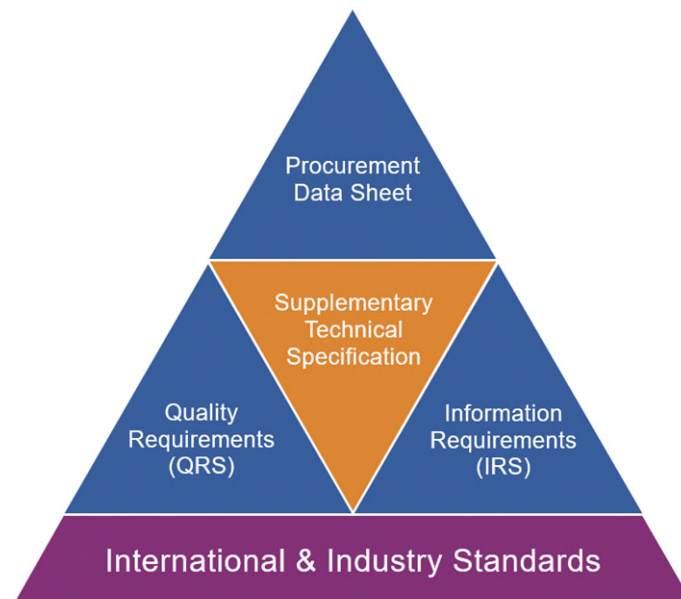 Procurement
Data Sheet
Supplementary
Technical
Specification
Quality
Requirements
(QRS)
Information
Requirements
(IRS)
International & Industry Standards